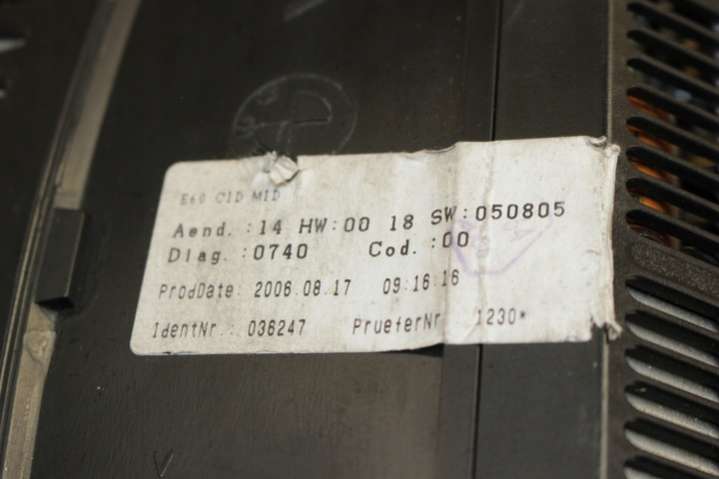 E60 CID MID
Aend. :14 HW:00 18 SW:050805
Diag. :0740 Cod. :00
ProdDate: 2006.08.17 09:16:16
IdentNr.: 036247 PrueferNr 1230*